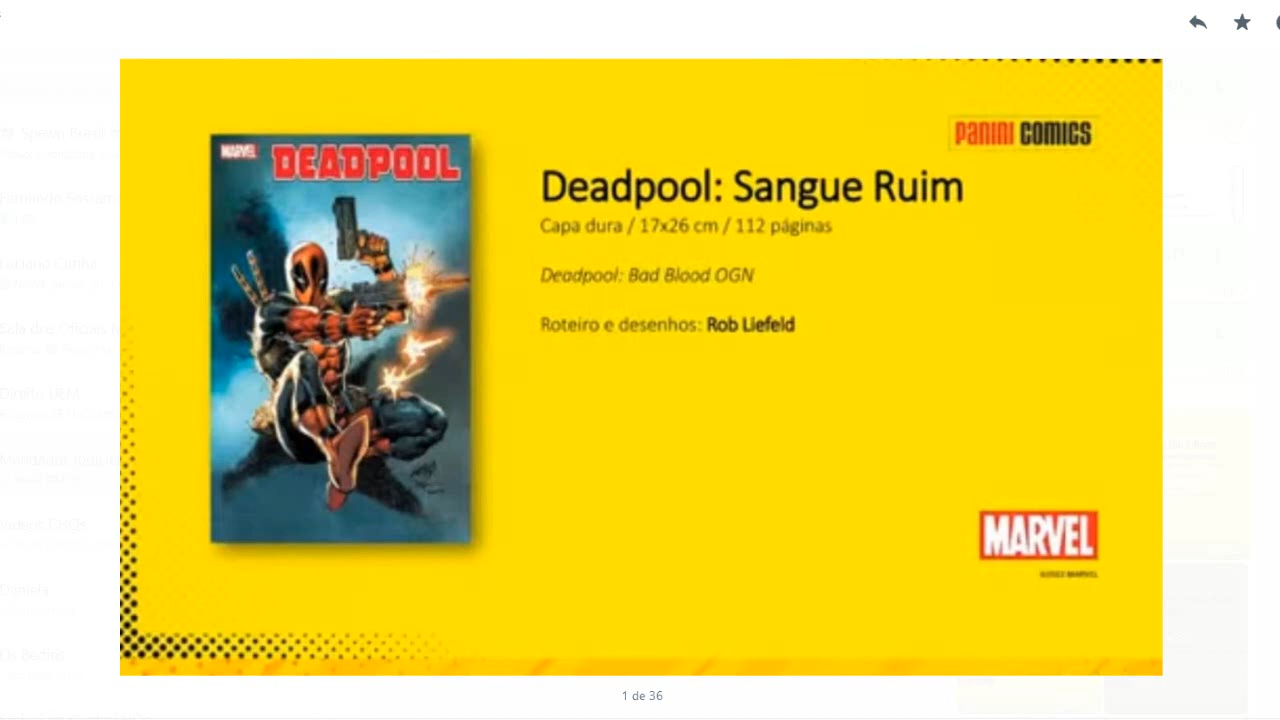 PANINI COMICS
MARVEL
DEADPOOL
Deadpool: Sangue Ruim
Capa dura / 17x26 cm / 112 páginas
Deadpool: Bad Blood OGN
Roteiro e desenhos: Rob Liefeld
MARVEL
1 de 36